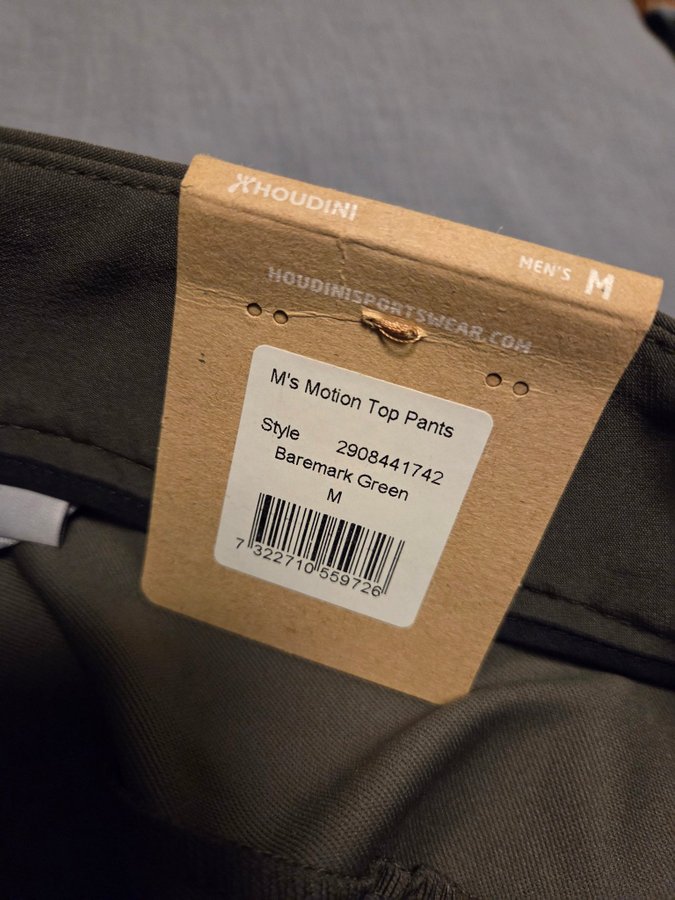 HOUDINI
MEN'S M
HOUDINISPORTSWEAR.COM
M's Motion Top Pants
Style 2908441742
Baremark Green
M
7 322710 559726